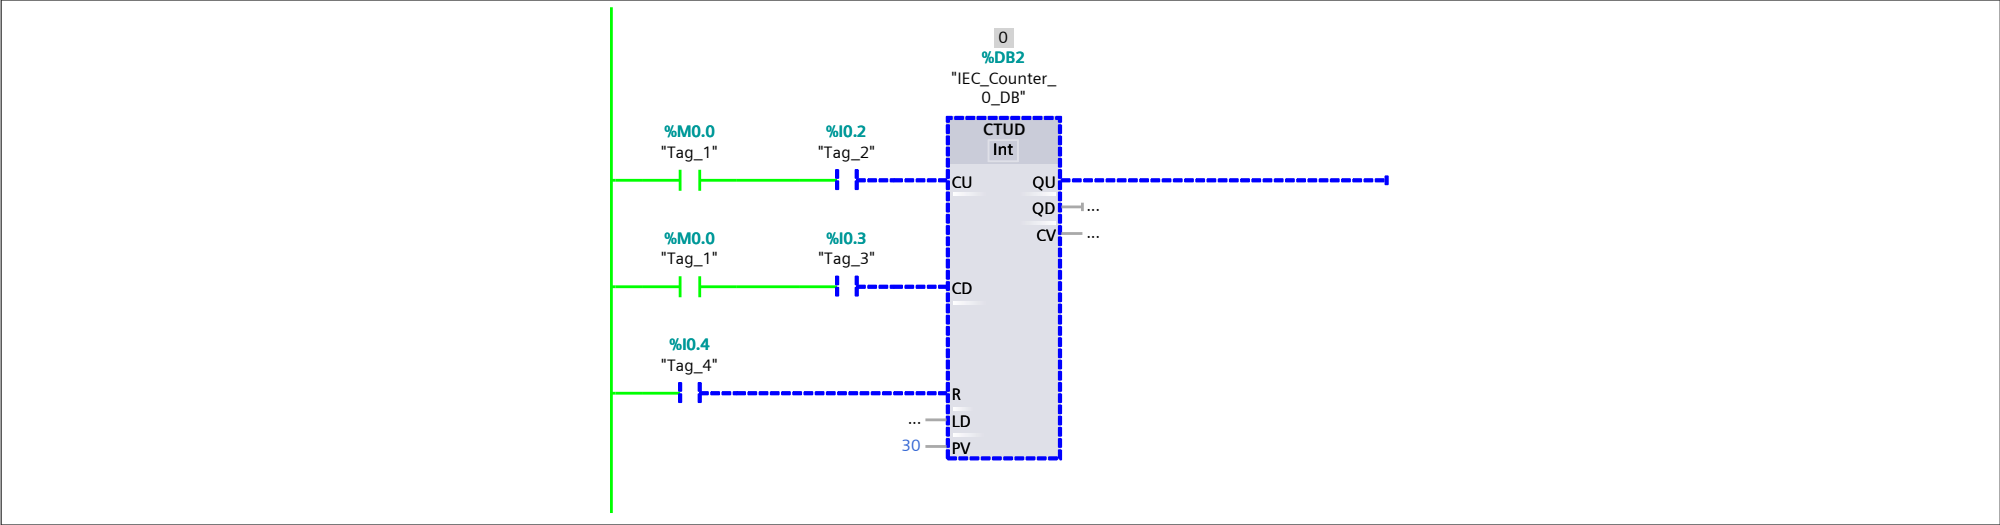 0
%DB2
"IEC_Counter_
0_DB"
CTUD
Int
%M0.0
"Tag_1"
%I0.2
"Tag_2"
CU
QU
QD
...
CV
...
%M0.0
"Tag_1"
%I0.3
"Tag_3"
CD
%I0.4
"Tag_4"
R
...
LD
30
PV